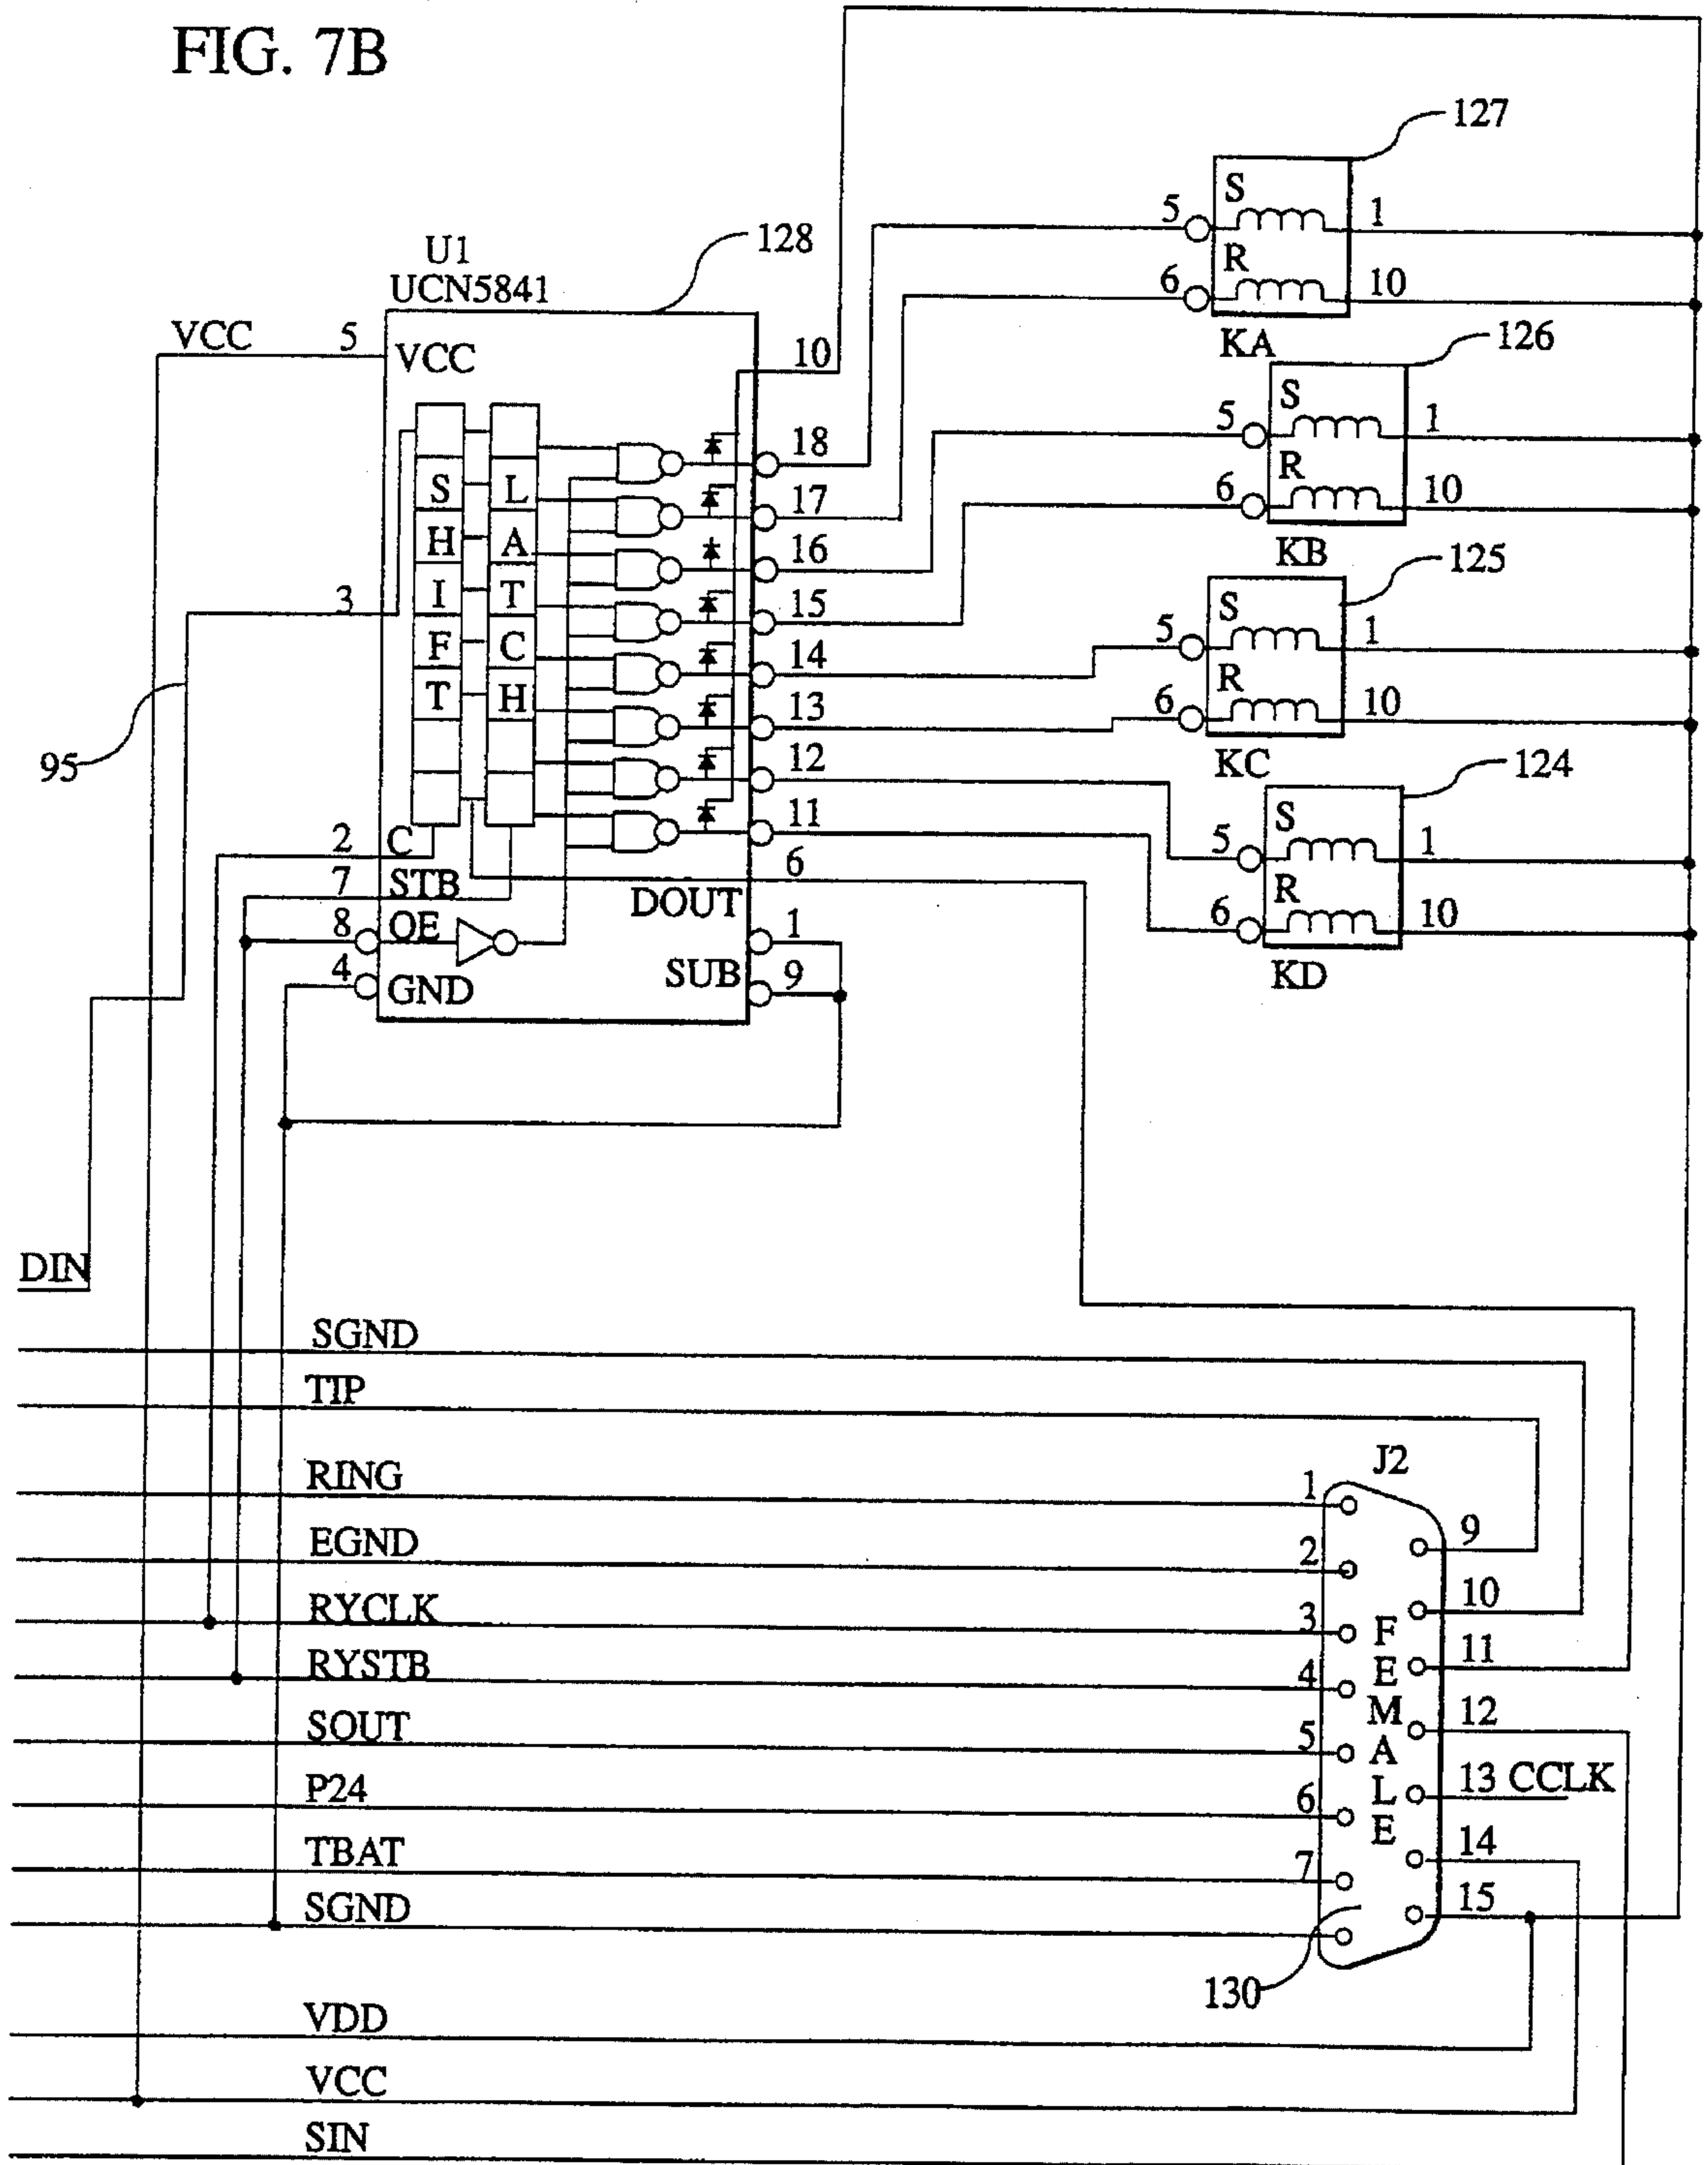 FIG. 7B
127
S
5
1
R
6
10
KA
126
S
5
1
R
6
10
KB
125
S
5
1
R
6
10
KC
124
S
5
1
R
6
10
KD
128
U1
UCN5841
VCC
5
VCC
10
18
17
16
15
14
13
12
11
SHIFT
LATCH
3
95
2
C
7
STB
6
DOUT
8
OE
1
4
GND
SUB
9
DIN
SGND
TIP
RING
EGND
RYCLK
RYSTB
SOUT
P24
TBAT
SGND
VDD
VCC
SIN
J2
1
2
3
4
5
6
7
FEMALE
9
10
11
12
13 CCLK
14
15
130